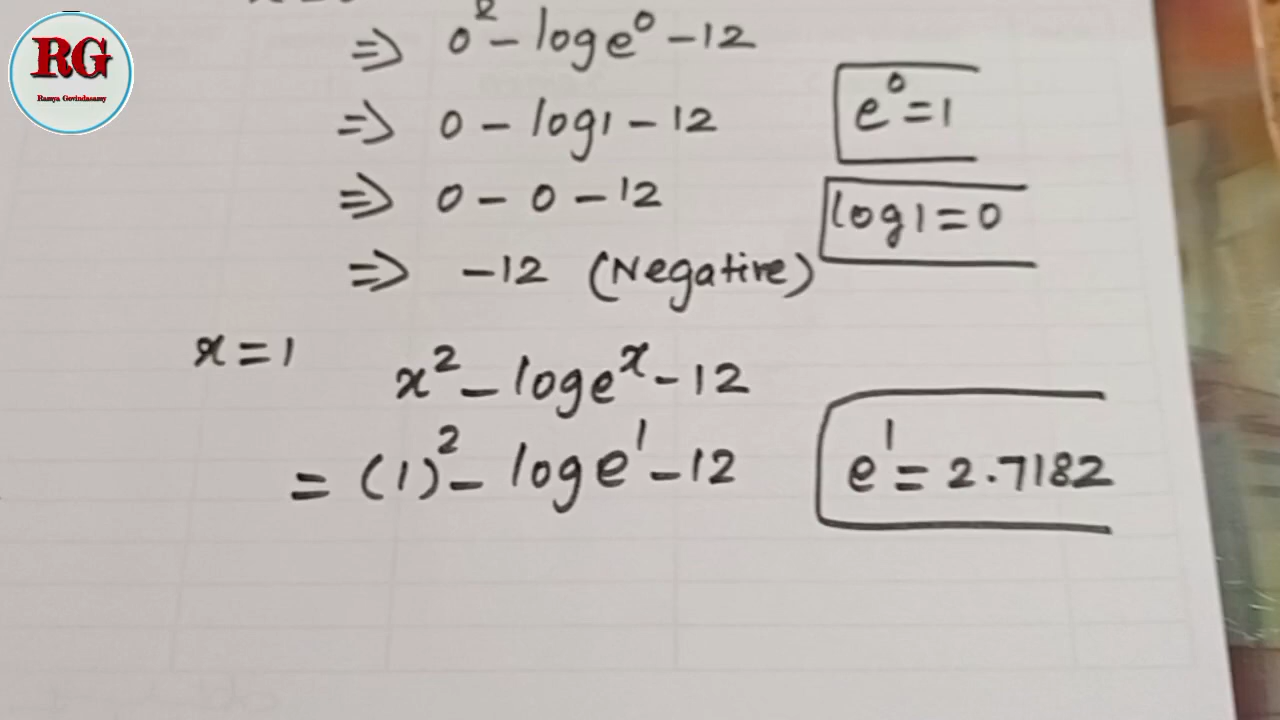 RG
Ramya Govindasamy
⇒ 0² - log e⁰ - 12
⇒ 0 - log1 - 12
e⁰ = 1
⇒ 0 - 0 - 12
log1 = 0
⇒ -12 (Negative)
x = 1
x² - log eˣ - 12
= (1)² - log e¹ - 12
e¹ = 2.7182